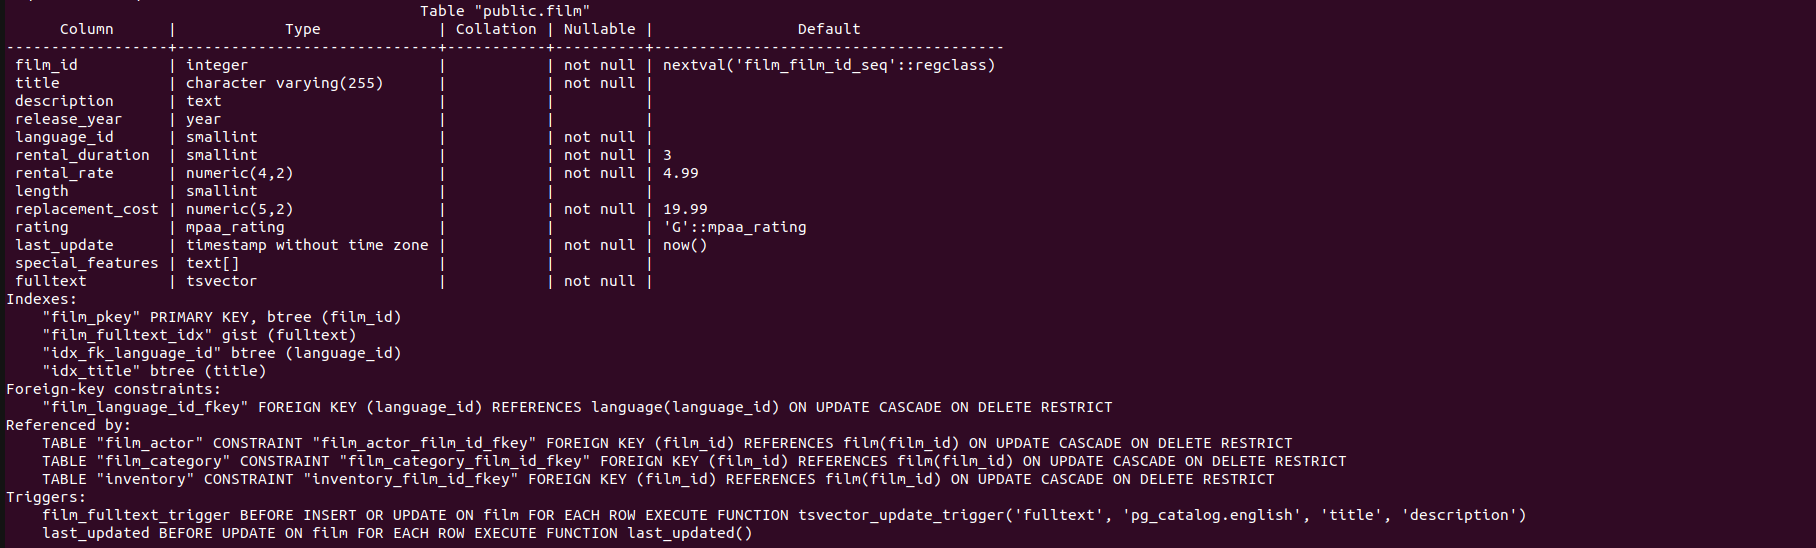 Table "public.film"
Column | Type | Collation | Nullable | Default
------------------+-----------------------------+-----------+----------+---------------------------------------
film_id | integer | | not null | nextval('film_film_id_seq'::regclass)
title | character varying(255) | | not null |
description | text | | |
release_year | year | | |
language_id | smallint | | not null |
rental_duration | smallint | | not null | 3
rental_rate | numeric(4,2) | | not null | 4.99
length | smallint | | |
replacement_cost | numeric(5,2) | | not null | 19.99
rating | mpaa_rating | | | 'G'::mpaa_rating
last_update | timestamp without time zone | | not null | now()
special_features | text[] | | |
fulltext | tsvector | | not null |
Indexes:
"film_pkey" PRIMARY KEY, btree (film_id)
"film_fulltext_idx" gist (fulltext)
"idx_fk_language_id" btree (language_id)
"idx_title" btree (title)
Foreign-key constraints:
"film_language_id_fkey" FOREIGN KEY (language_id) REFERENCES language(language_id) ON UPDATE CASCADE ON DELETE RESTRICT
Referenced by:
TABLE "film_actor" CONSTRAINT "film_actor_film_id_fkey" FOREIGN KEY (film_id) REFERENCES film(film_id) ON UPDATE CASCADE ON DELETE RESTRICT
TABLE "film_category" CONSTRAINT "film_category_film_id_fkey" FOREIGN KEY (film_id) REFERENCES film(film_id) ON UPDATE CASCADE ON DELETE RESTRICT
TABLE "inventory" CONSTRAINT "inventory_film_id_fkey" FOREIGN KEY (film_id) REFERENCES film(film_id) ON UPDATE CASCADE ON DELETE RESTRICT
Triggers:
film_fulltext_trigger BEFORE INSERT OR UPDATE ON film FOR EACH ROW EXECUTE FUNCTION tsvector_update_trigger('fulltext', 'pg_catalog.english', 'title', 'description')
last_updated BEFORE UPDATE ON film FOR EACH ROW EXECUTE FUNCTION last_updated()